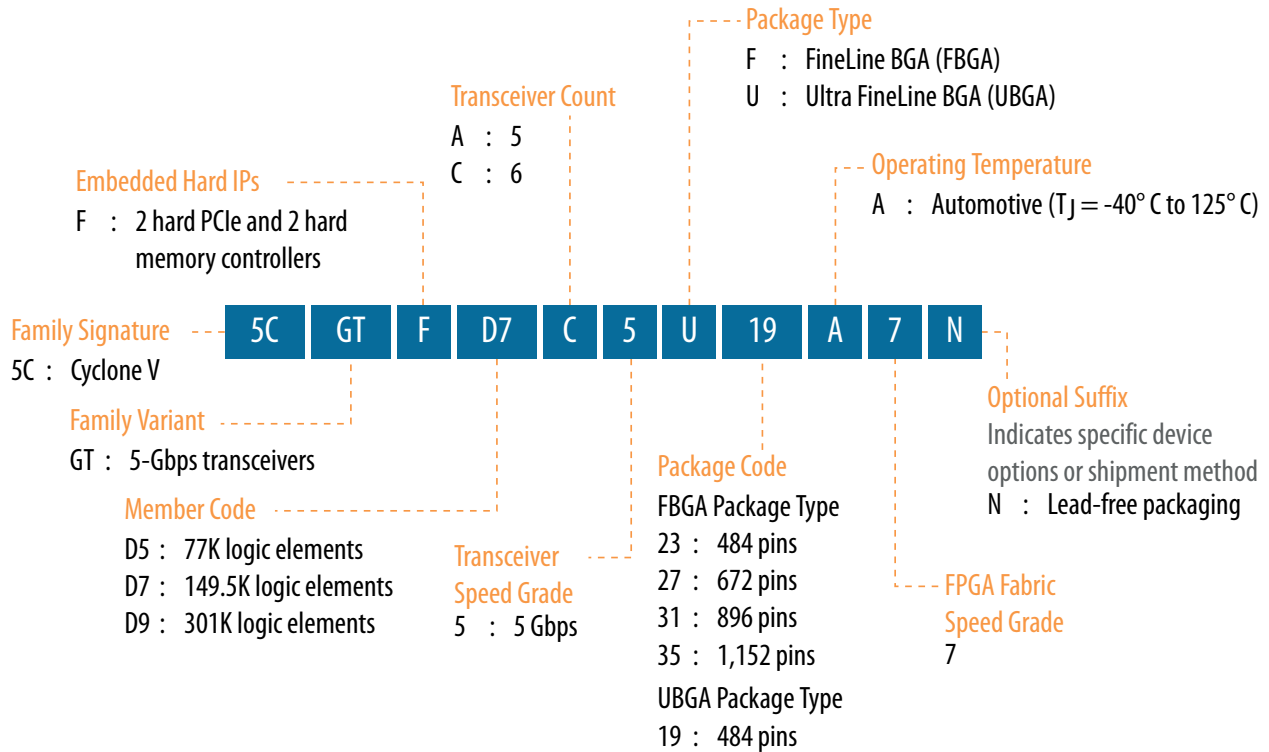 Package Type
F : FineLine BGA (FBGA)
U : Ultra FineLine BGA (UBGA)
Transceiver Count
A : 5
C : 6
Operating Temperature
A : Automotive (TJ = -40° C to 125° C)
Embedded Hard IPs
F : 2 hard PCIe and 2 hard
memory controllers
5C GT F D7 C 5 U 19 A 7 N
Family Signature
5C : Cyclone V
Family Variant
GT : 5-Gbps transceivers
Member Code
D5 : 77K logic elements
D7 : 149.5K logic elements
D9 : 301K logic elements
Transceiver
Speed Grade
5 : 5 Gbps
Package Code
FBGA Package Type
23 : 484 pins
27 : 672 pins
31 : 896 pins
35 : 1,152 pins
UBGA Package Type
19 : 484 pins
FPGA Fabric
Speed Grade
7
Optional Suffix
Indicates specific device
options or shipment method
N : Lead-free packaging